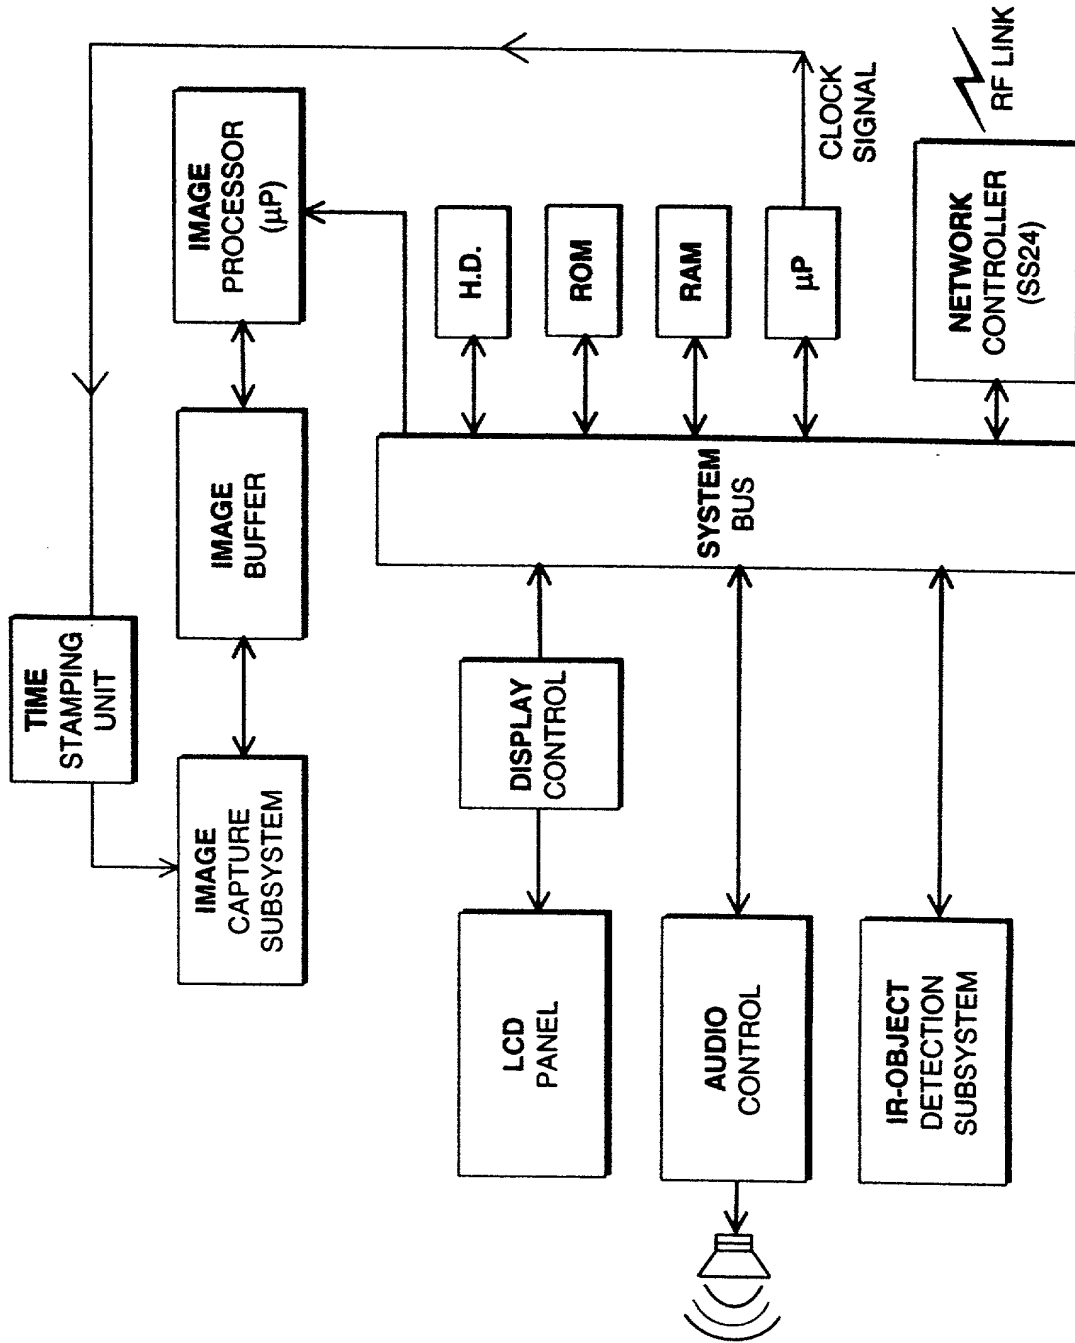 TIME
STAMPING
UNIT
IMAGE
CAPTURE
SUBSYSTEM
IMAGE
BUFFER
IMAGE
PROCESSOR
(μP)
LCD
PANEL
DISPLAY
CONTROL
AUDIO
CONTROL
IR-OBJECT
DETECTION
SUBSYSTEM
SYSTEM
BUS
H.D.
ROM
RAM
μP
CLOCK
SIGNAL
NETWORK
CONTROLLER
(SS24)
RF LINK